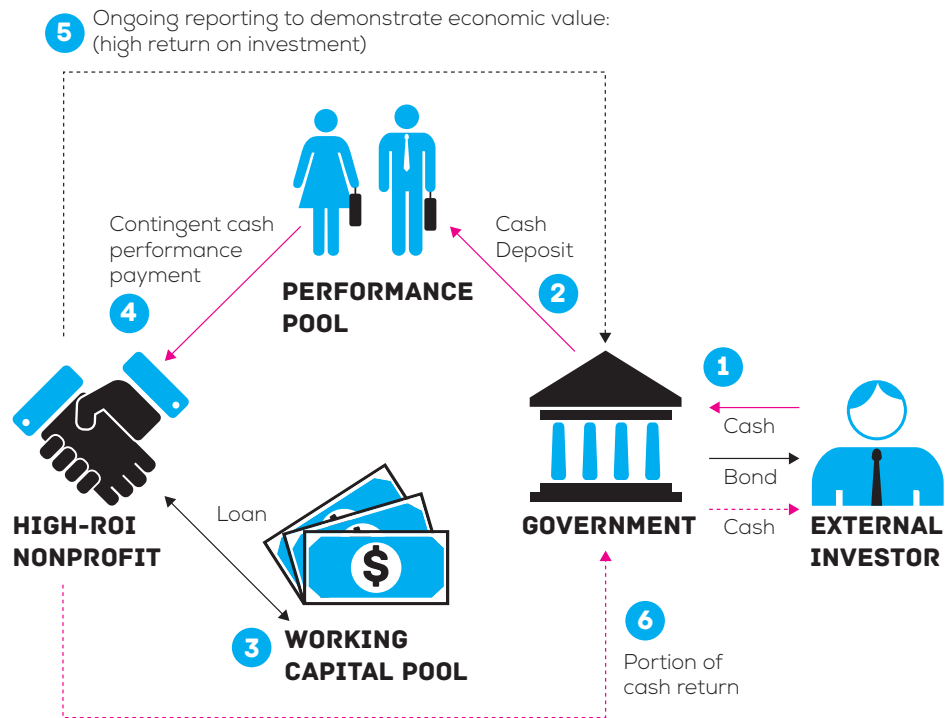 5 Ongoing reporting to demonstrate economic value:
(high return on investment)
Contingent cash
performance
payment
4
Cash
Deposit
2
PERFORMANCE
POOL
1
Cash
Bond
Cash
HIGH-ROI
NONPROFIT
Loan
$
GOVERNMENT
EXTERNAL
INVESTOR
3 WORKING
CAPITAL POOL
6
Portion of
cash return